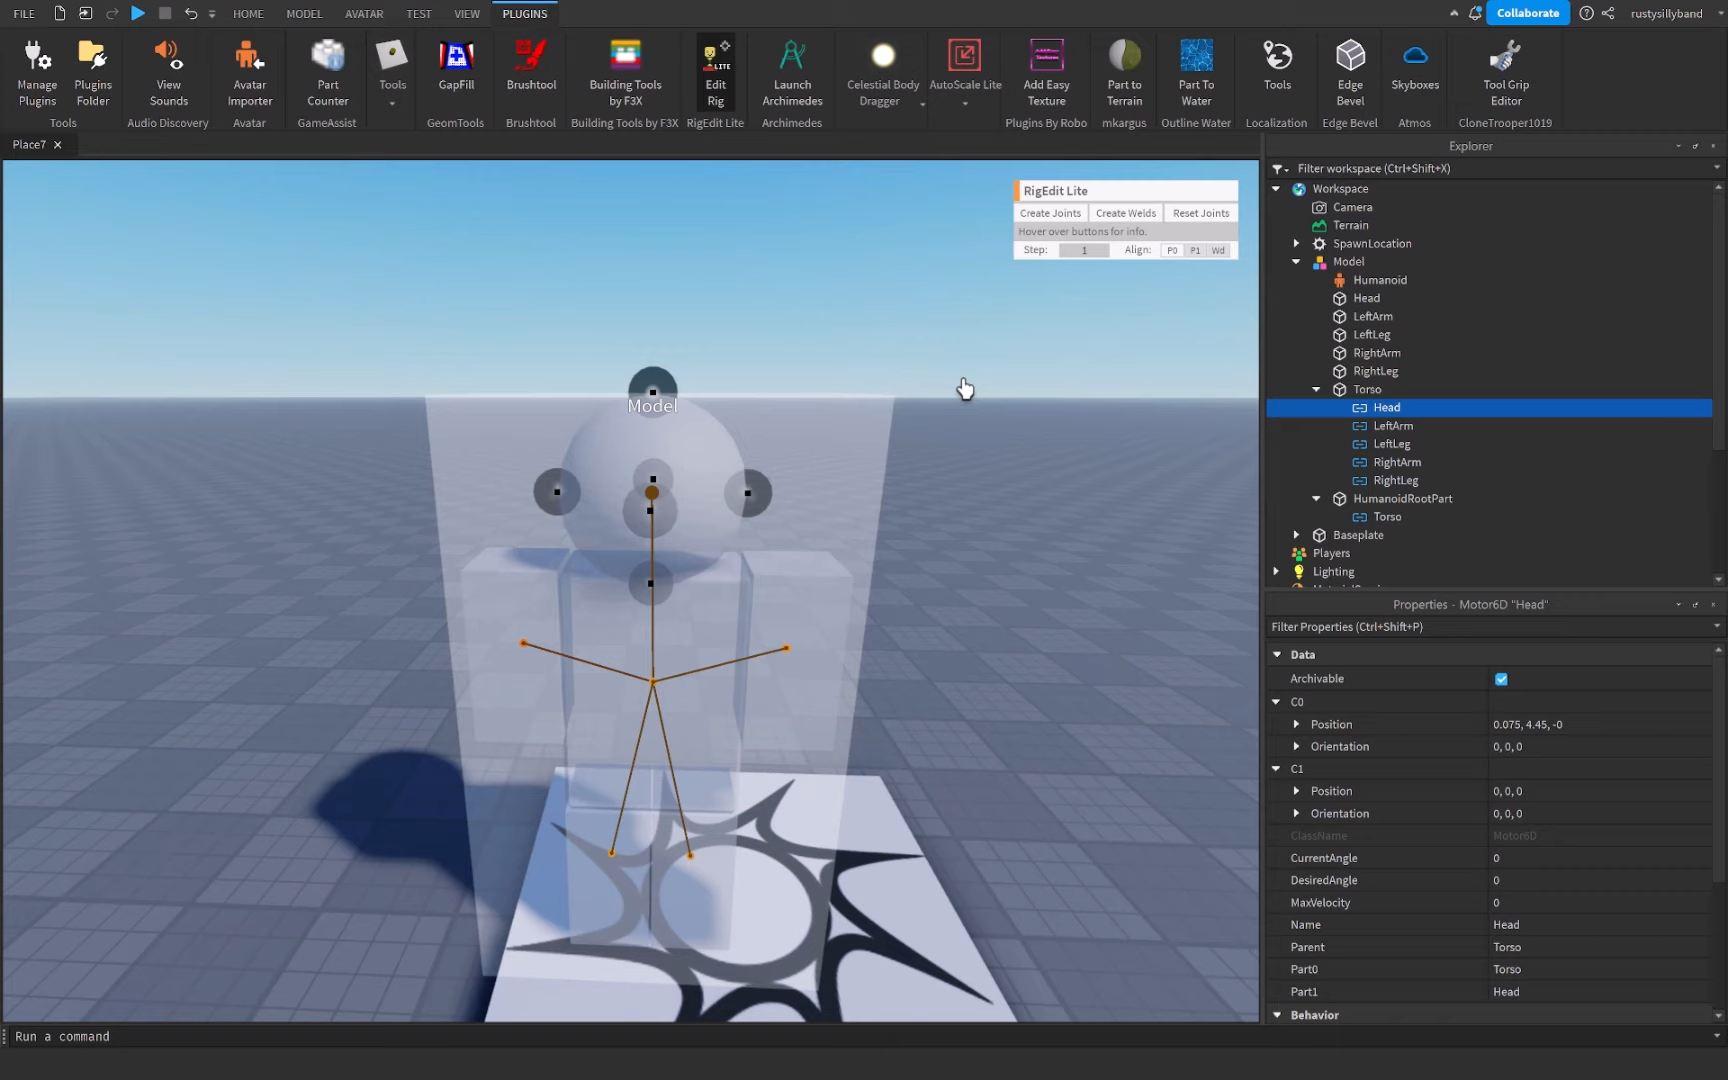 FILE HOME MODEL AVATAR TEST VIEW PLUGINS Collaborate rustysillyband
Manage Plugins
Plugins Folder
View Sounds
Avatar Importer
Part Counter
Tools
GapFill
Brushtool
Building Tools by F3X
LITE
Edit Rig
Launch Archimedes
Celestial Body Dragger
AutoScale Lite
Add Easy Texture
Part to Terrain
Part To Water
Tools
Edge Bevel
Skyboxes
Tool Grip Editor
Tools Audio Discovery Avatar GameAssist GeomTools Brushtool Building Tools by F3X RigEdit Lite Archimedes Plugins By Robo mkargus Outline Water Localization Edge Bevel Atmos CloneTrooper1019
Place7
RigEdit Lite
Create Joints Create Welds Reset Joints
Hover over buttons for info.
Step: 1 Align: P0 P1 Wd
Model
Explorer
Filter workspace (Ctrl+Shift+X)
Workspace
Camera
Terrain
SpawnLocation
Model
Humanoid
Head
LeftArm
LeftLeg
RightArm
RightLeg
Torso
Head
LeftArm
LeftLeg
RightArm
RightLeg
HumanoidRootPart
Torso
Baseplate
Players
Lighting
Properties - Motor6D "Head"
Filter Properties (Ctrl+Shift+P)
Data
Archivable
C0
Position 0.075, 4.45, -0
Orientation 0, 0, 0
C1
Position 0, 0, 0
Orientation 0, 0, 0
ClassName Motor6D
CurrentAngle 0
DesiredAngle 0
MaxVelocity 0
Name Head
Parent Torso
Part0 Torso
Part1 Head
Behavior
Run a command